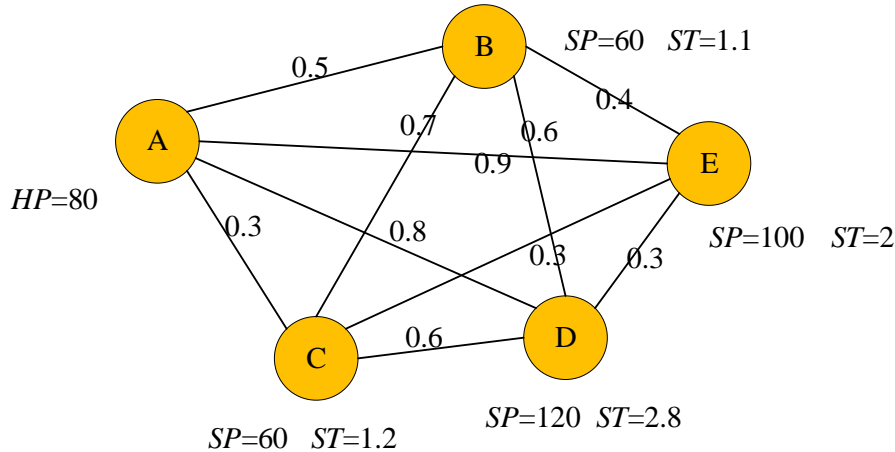 B
SP=60 ST=1.1
0.5
0.4
0.7
0.6
A
0.9
E
HP=80
0.3
0.8
SP=100 ST=2
0.3
0.3
0.6
D
C
SP=120 ST=2.8
SP=60 ST=1.2